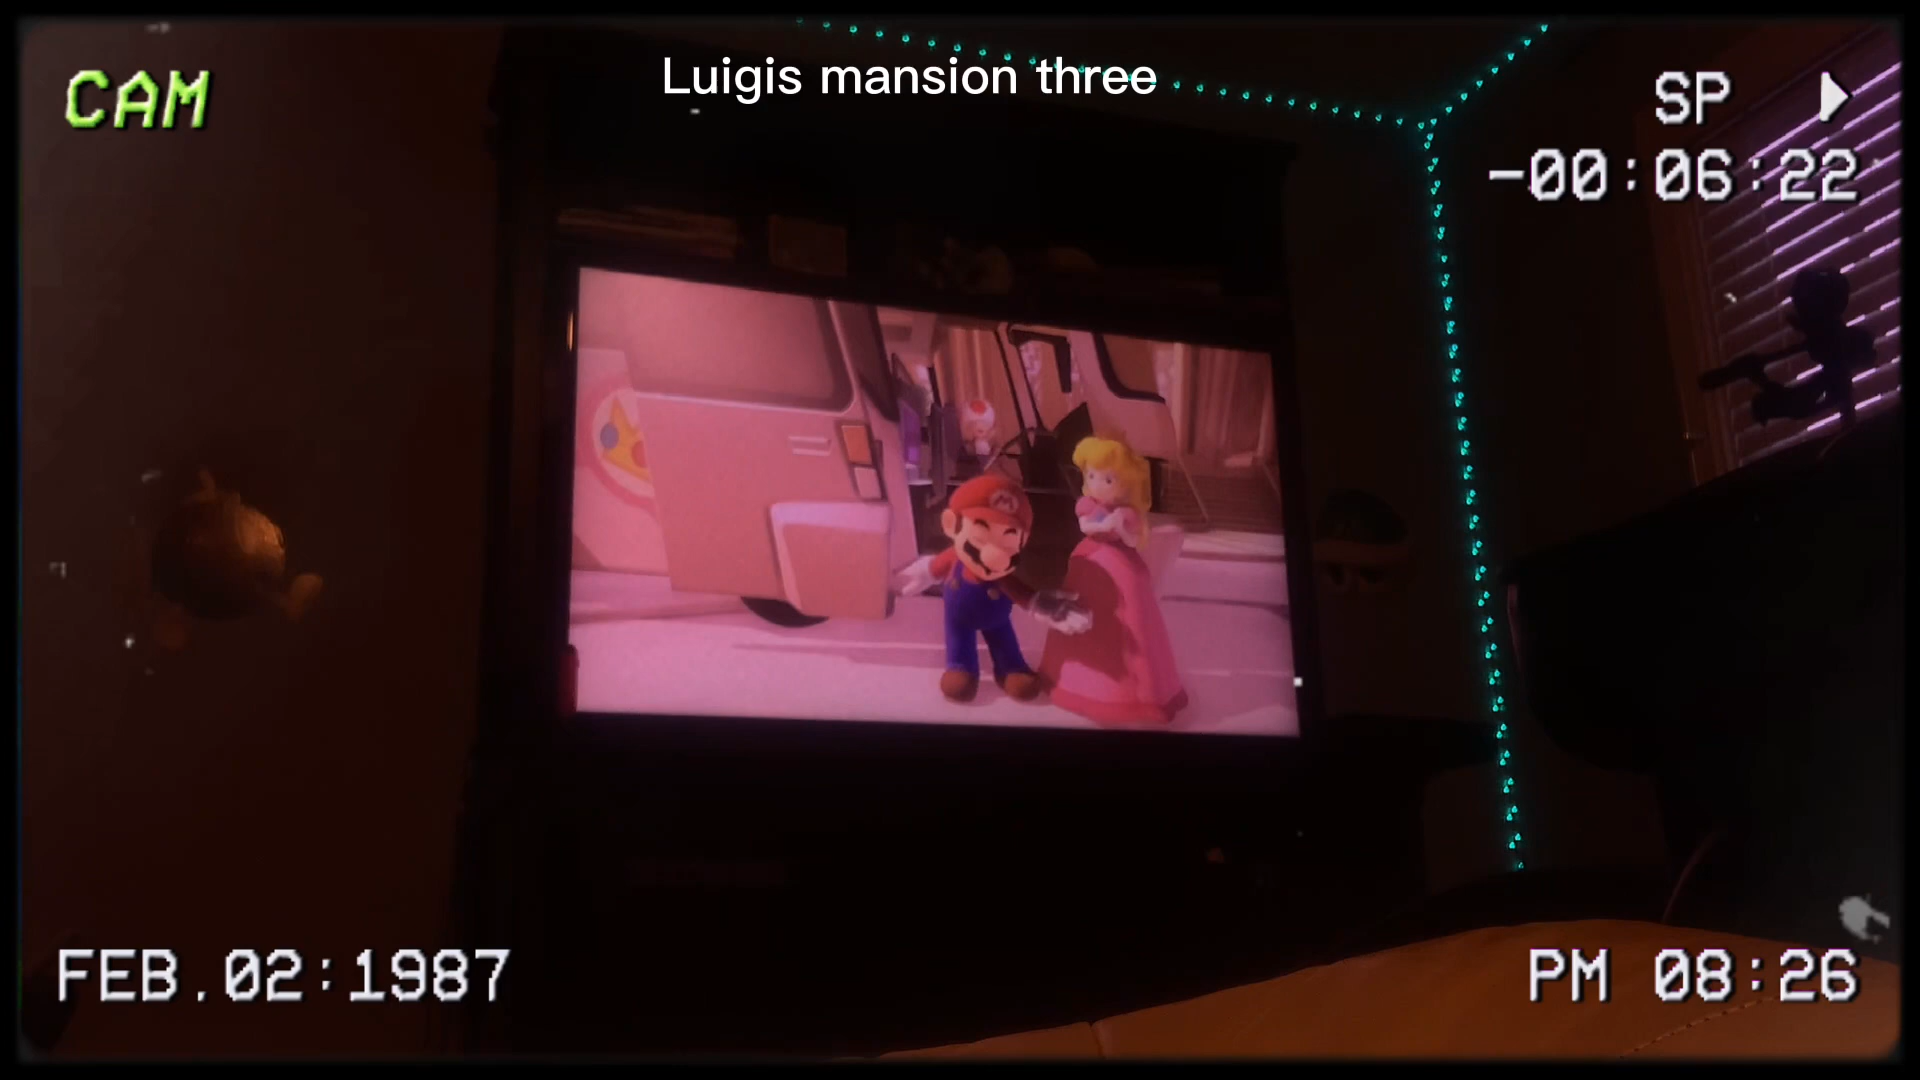 Luigis mansion three
CAM
SP
-00:06:22
FEB.02:1987
PM 08:26